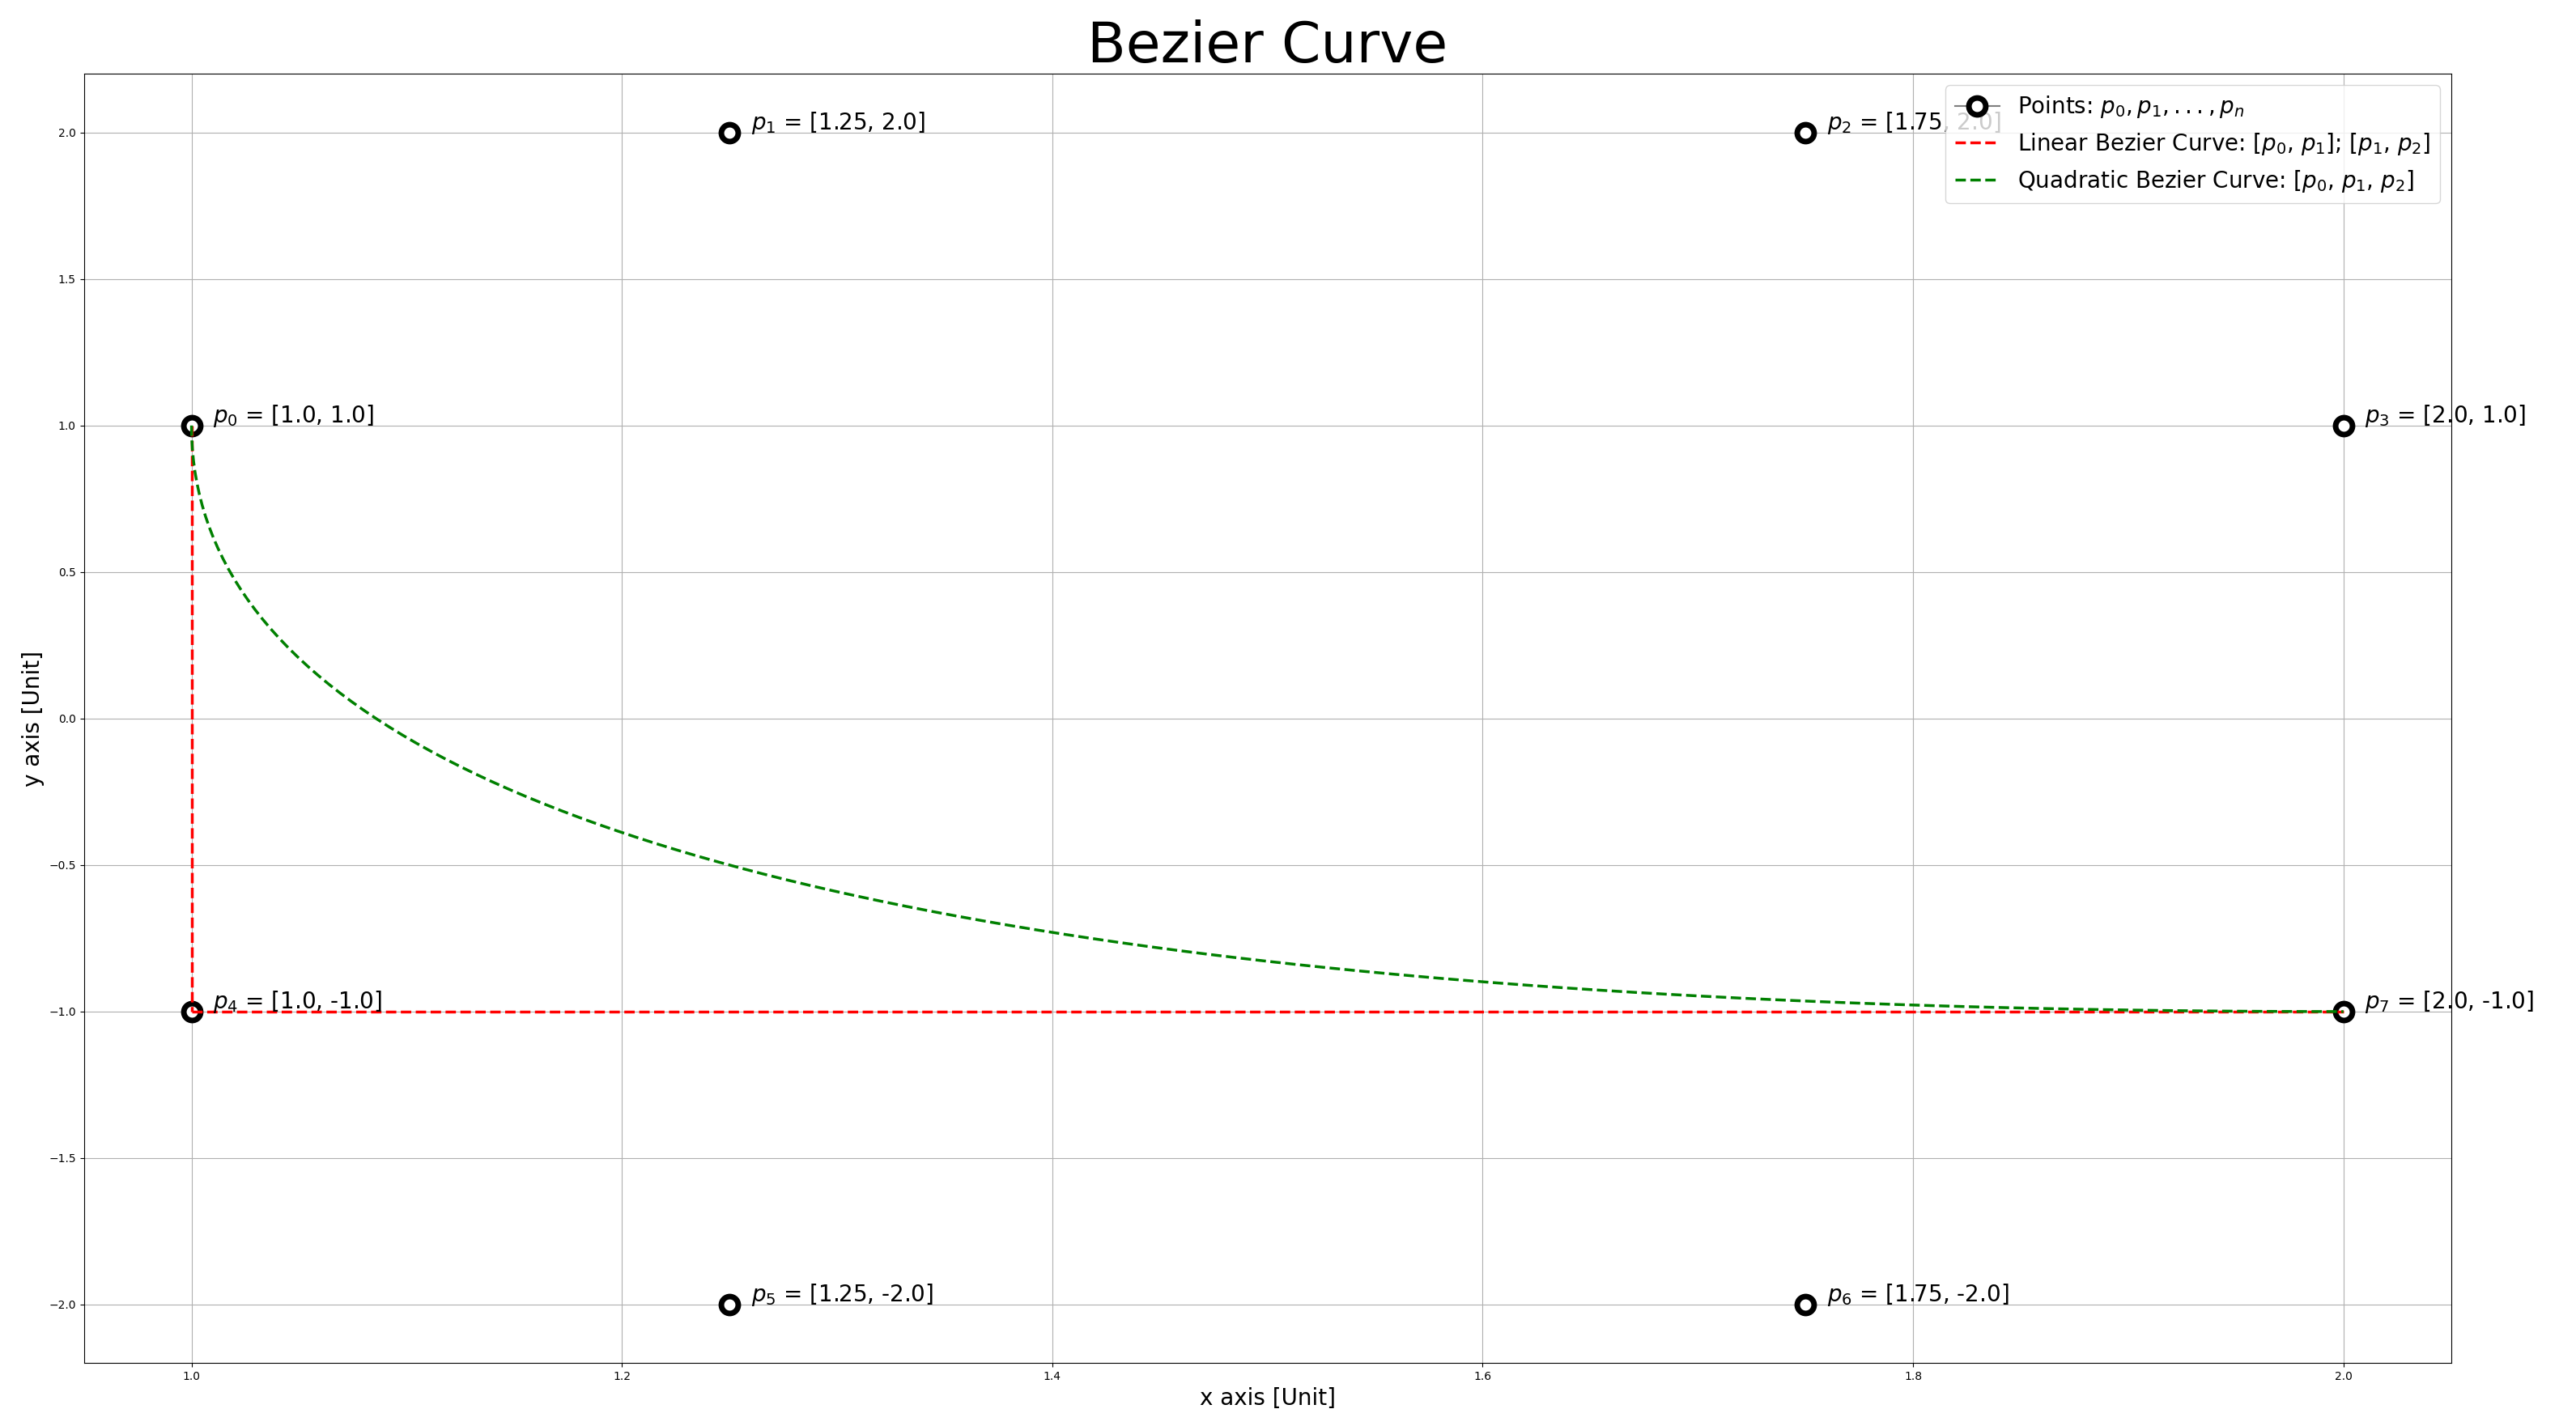 Bezier Curve
Points: p₀, p₁, . . . , pₙ
Linear Bezier Curve: [p₀, p₁]; [p₁, p₂]
Quadratic Bezier Curve: [p₀, p₁, p₂]
p₁ = [1.25, 2.0]
p₂ = [1.75, 2.0]
p₀ = [1.0, 1.0]
p₃ = [2.0, 1.0]
p₄ = [1.0, -1.0]
p₇ = [2.0, -1.0]
p₅ = [1.25, -2.0]
p₆ = [1.75, -2.0]
y axis [Unit]
2.0
1.5
1.0
0.5
0.0
−0.5
−1.0
−1.5
−2.0
1.0 1.2 1.4 1.6 1.8 2.0
x axis [Unit]